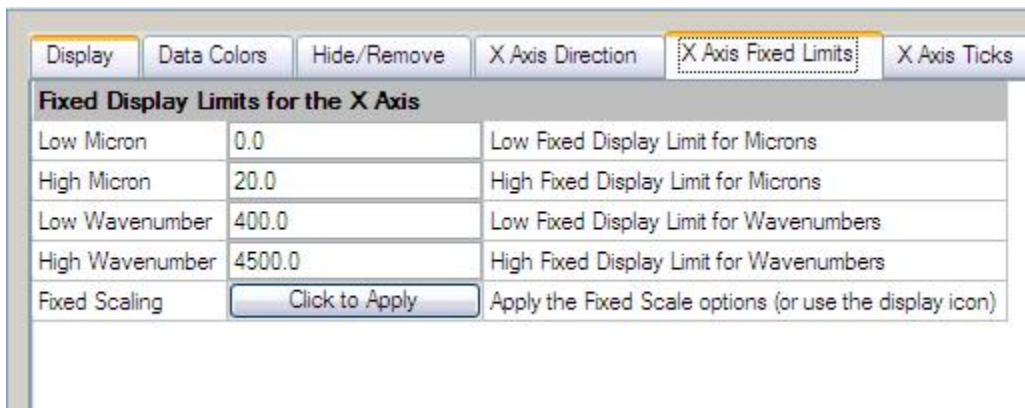 Display Data Colors Hide/Remove X Axis Direction X Axis Fixed Limits X Axis Ticks
Fixed Display Limits for the X Axis
Low Micron 0.0 Low Fixed Display Limit for Microns
High Micron 20.0 High Fixed Display Limit for Microns
Low Wavenumber 400.0 Low Fixed Display Limit for Wavenumbers
High Wavenumber 4500.0 High Fixed Display Limit for Wavenumbers
Fixed Scaling Click to Apply Apply the Fixed Scale options (or use the display icon)